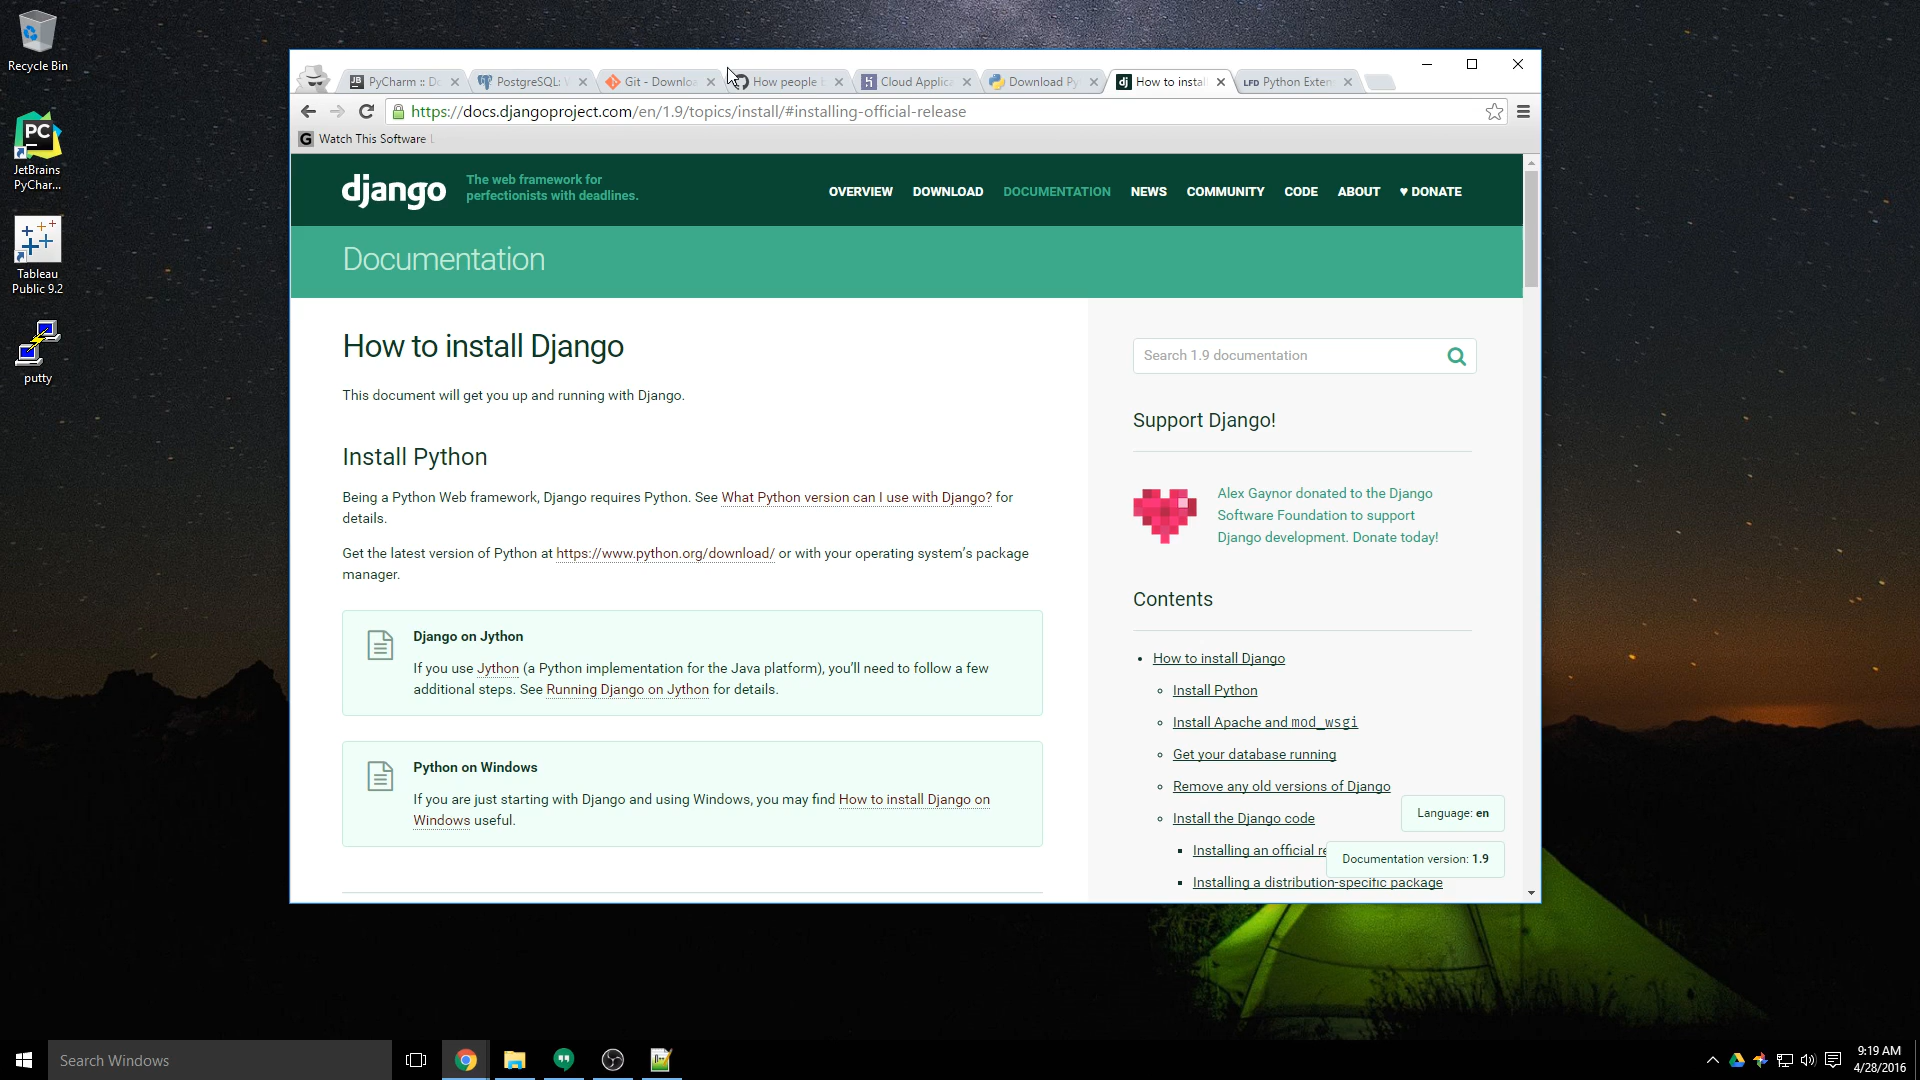 Recycle Bin
JetBrains
PyChar...
Tableau
Public 9.2
putty
PyCharm :: Do
PostgreSQL:
Git - Downloa
How people b
Cloud Applica
Download Py
How to instal
LFD Python Exten
https://docs.djangoproject.com/en/1.9/topics/install/#installing-official-release
G Watch This Software
django
The web framework for
perfectionists with deadlines.
OVERVIEW DOWNLOAD DOCUMENTATION NEWS COMMUNITY CODE ABOUT ♥ DONATE
Documentation
How to install Django
This document will get you up and running with Django.
Install Python
Being a Python Web framework, Django requires Python. See What Python version can I use with Django? for
details.
Get the latest version of Python at https://www.python.org/download/ or with your operating system's package
manager.
Django on Jython
If you use Jython (a Python implementation for the Java platform), you'll need to follow a few
additional steps. See Running Django on Jython for details.
Python on Windows
If you are just starting with Django and using Windows, you may find How to install Django on
Windows useful.
Search 1.9 documentation
Support Django!
Alex Gaynor donated to the Django
Software Foundation to support
Django development. Donate today!
Contents
How to install Django
Install Python
Install Apache and mod_wsgi
Get your database running
Remove any old versions of Django
Install the Django code
Installing an official re
Installing a distribution-specific package
Language: en
Documentation version: 1.9
Search Windows
9:19 AM
4/28/2016